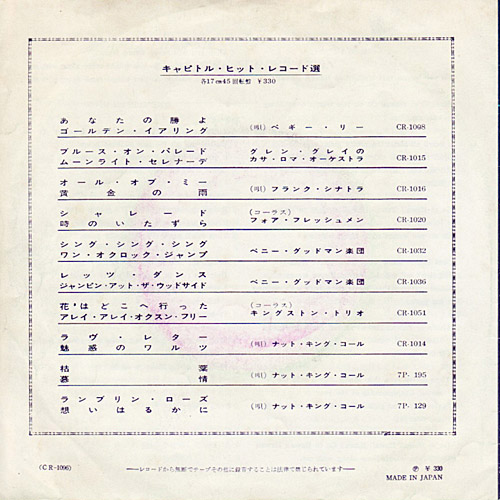 キャピトル・ヒット・レコード選
各17cm45回転盤 ¥330
あなたの勝よ
ゴールデン・イアリング (唄) ペギー・リー CR-1008
ブルース・オン・パレード グレン・グレイの
ムーンライト・セレナーデ カサ・ロマ・オーケストラ CR-1015
オール・オブ・ミー
黄金の雨 (唄) フランク・シナトラ CR-1016
シャレード (コーラス)
時のいたずら フォア・フレッシュメン CR-1020
シング・シング・シング
ワン・オクロック・ジャンプ ベニー・グッドマン楽団 CR-1032
レッツ・ダンス
ジャンピン・アット・ザ・ウッドサイド ベニー・グッドマン楽団 CR-1036
花はどこへ行った (コーラス)
アレイ・アレイ・オクスン・フリー キングストン・トリオ CR-1051
ラヴ・レター
魅惑のワルツ (唄) ナット・キング・コール CR-1014
枯葉
慕情 (唄) ナット・キング・コール 7P- 195
ランブリン・ローズ
想いはるかに (唄) ナット・キング・コール 7P- 129
(CR-1096)
レコードから無断でテープその他に録音することは法律で禁じられています
Ⓟ ¥330
MADE IN JAPAN